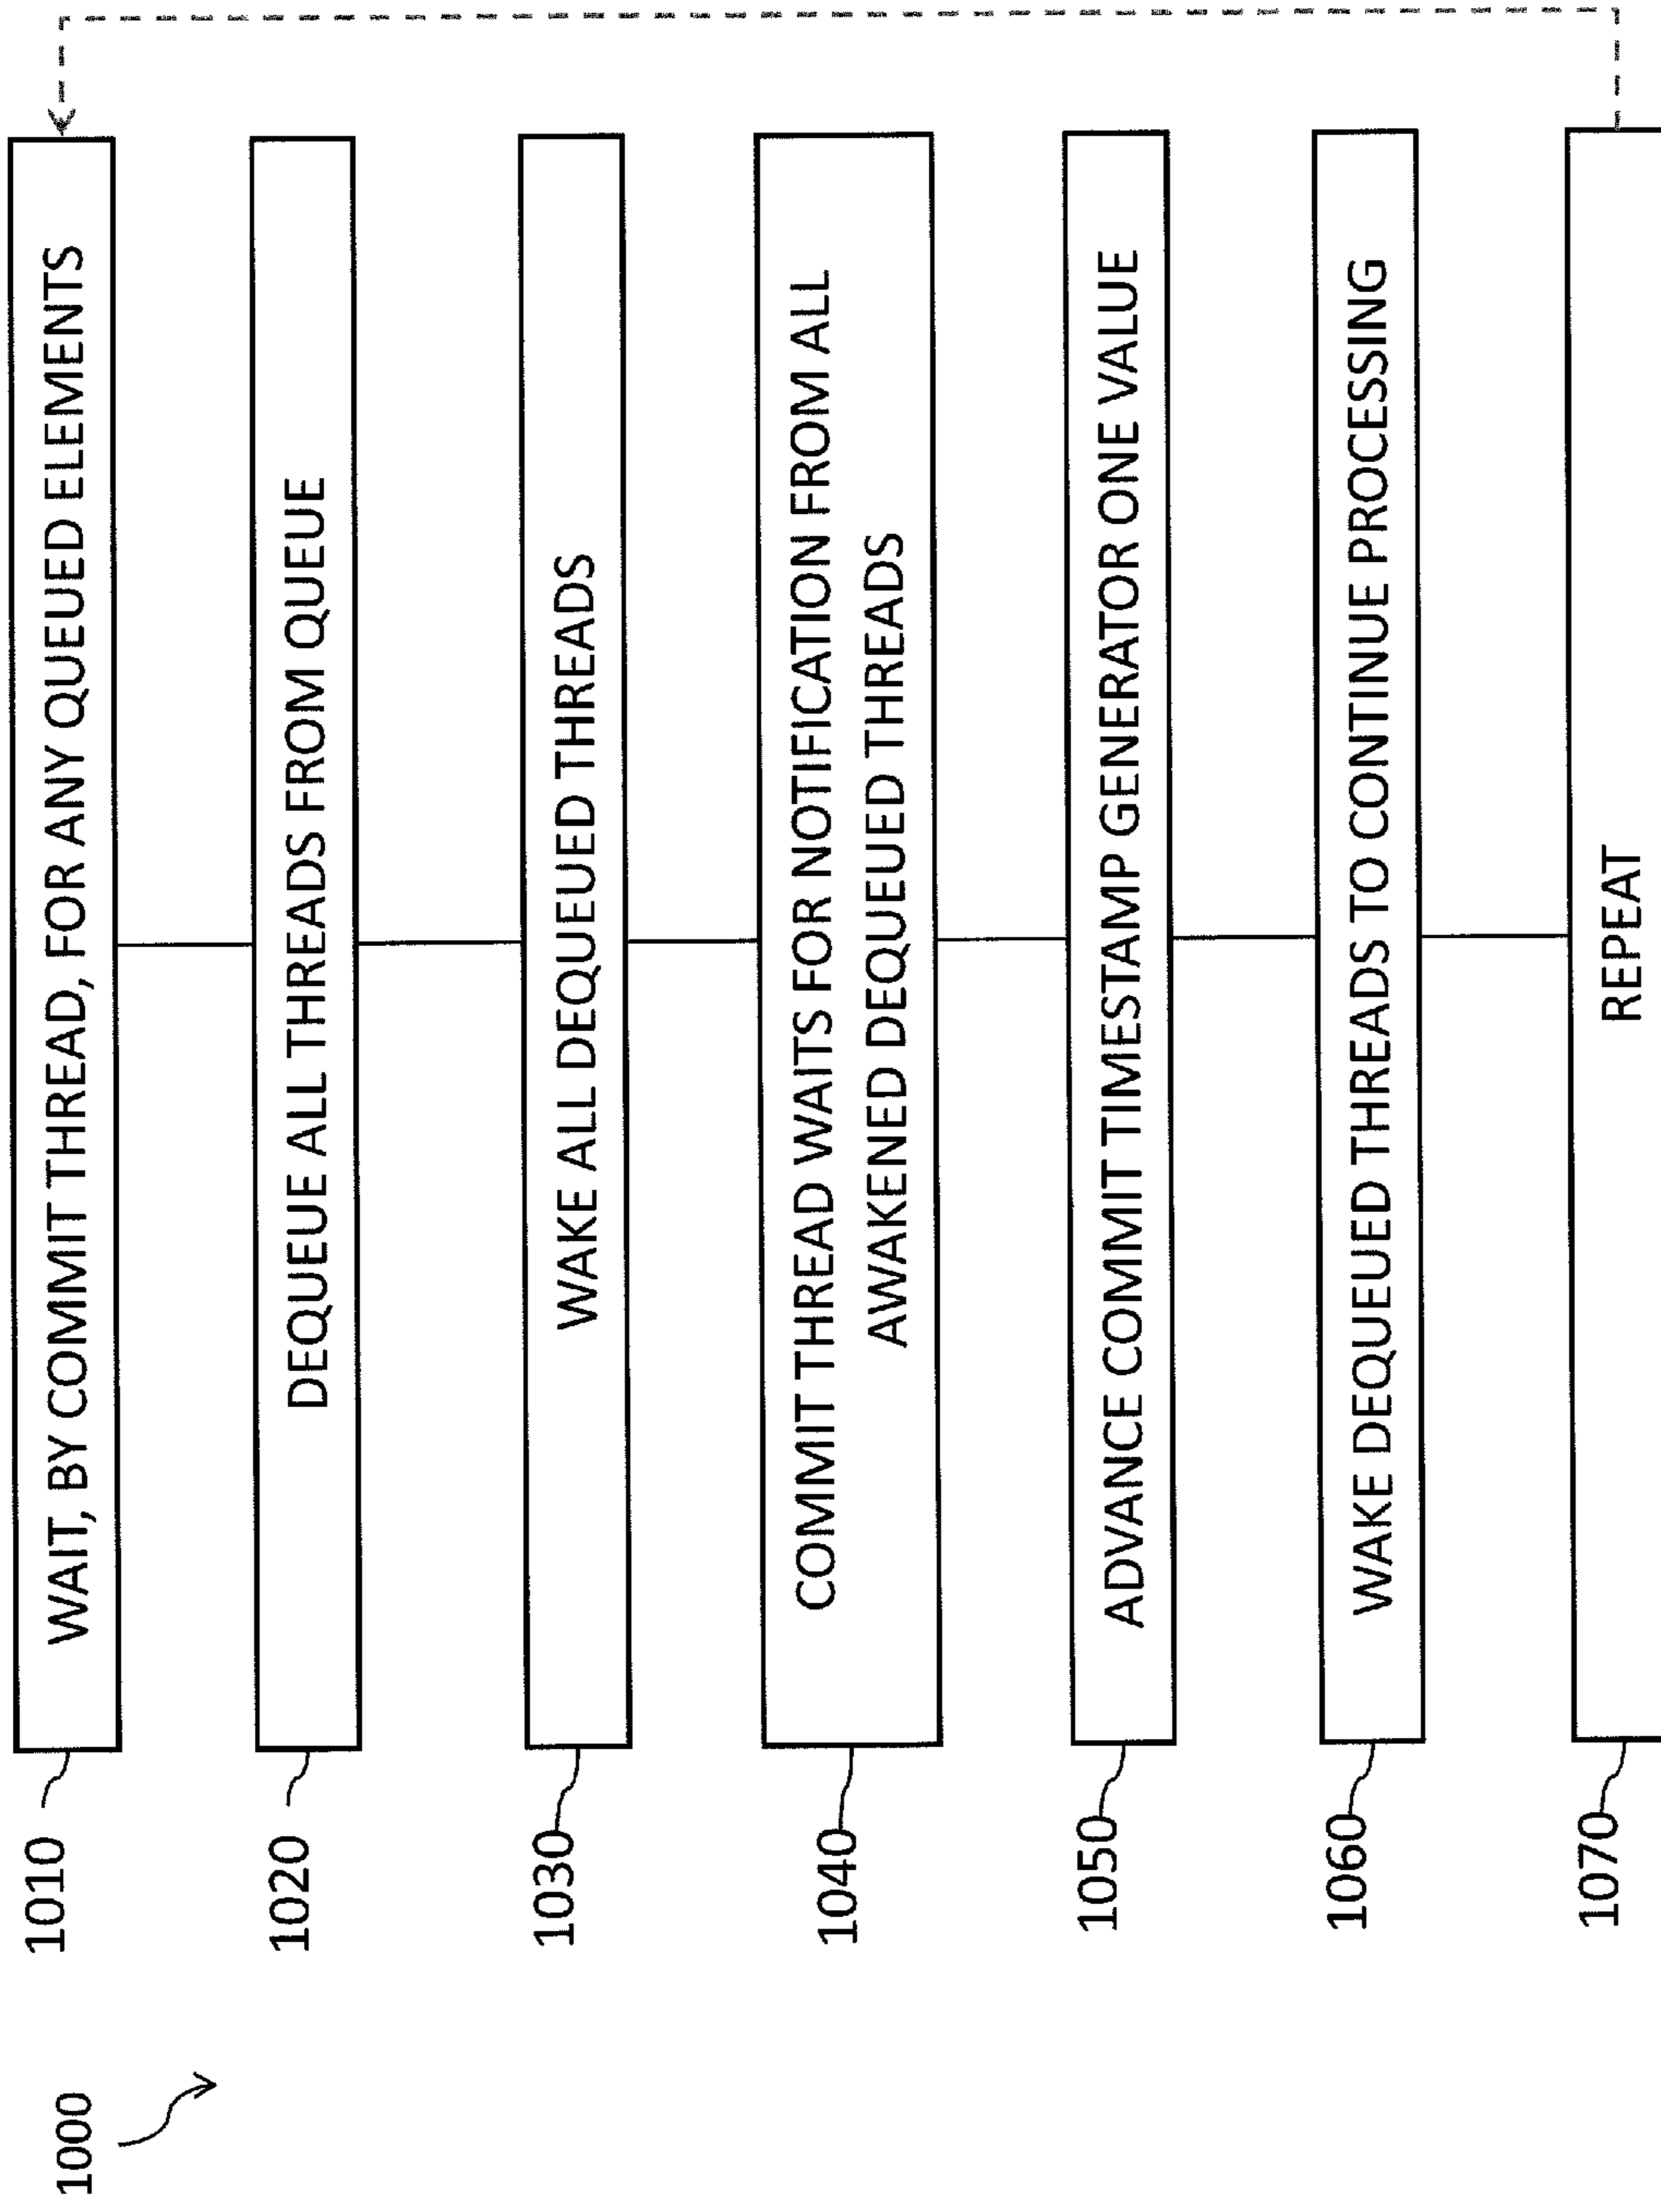 1000
1010
WAIT, BY COMMIT THREAD, FOR ANY QUEUED ELEMENTS
1020
DEQUEUE ALL THREADS FROM QUEUE
1030
WAKE ALL DEQUEUED THREADS
1040
COMMIT THREAD WAITS FOR NOTIFICATION FROM ALL
AWAKENED DEQUEUED THREADS
1050
ADVANCE COMMIT TIMESTAMP GENERATOR ONE VALUE
1060
WAKE DEQUEUED THREADS TO CONTINUE PROCESSING
1070
REPEAT